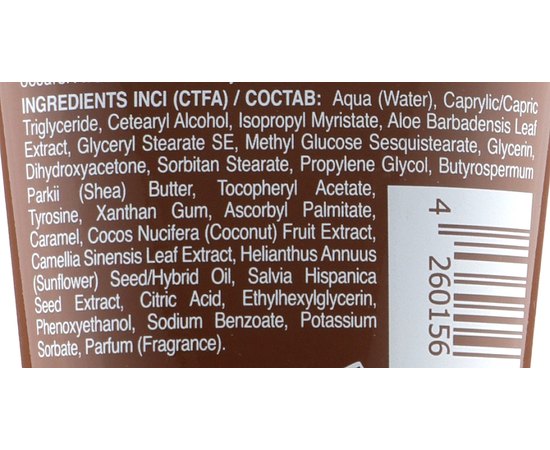 INGREDIENTS INCI (CTFA) / СОСТАВ: Aqua (Water), Caprylic/Capric
Triglyceride, Cetearyl Alcohol, Isopropyl Myristate, Aloe Barbadensis Leaf
Extract, Glyceryl Stearate SE, Methyl Glucose Sesquistearate, Glycerin,
Dihydroxyacetone, Sorbitan Stearate, Propylene Glycol, Butyrospermum
Parkii (Shea) Butter, Tocopheryl Acetate,
Tyrosine, Xanthan Gum, Ascorbyl Palmitate,
Caramel, Cocos Nucifera (Coconut) Fruit Extract,
Camellia Sinensis Leaf Extract, Helianthus Annuus
(Sunflower) Seed/Hybrid Oil, Salvia Hispanica
Seed Extract, Citric Acid, Ethylhexylglycerin,
Phenoxyethanol, Sodium Benzoate, Potassium
Sorbate, Parfum (Fragrance).
4 260156